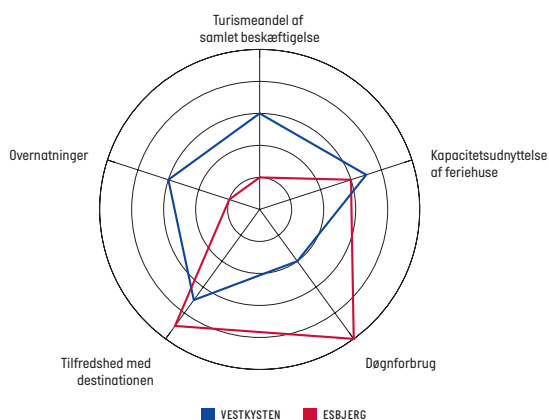 Turismeandel af
samlet beskæftigelse
Overnatninger
Kapacitetsudnyttelse
af feriehuse
Tilfredshed med
destinationen
Døgnforbrug
VESTKYSTEN
ESBJERG